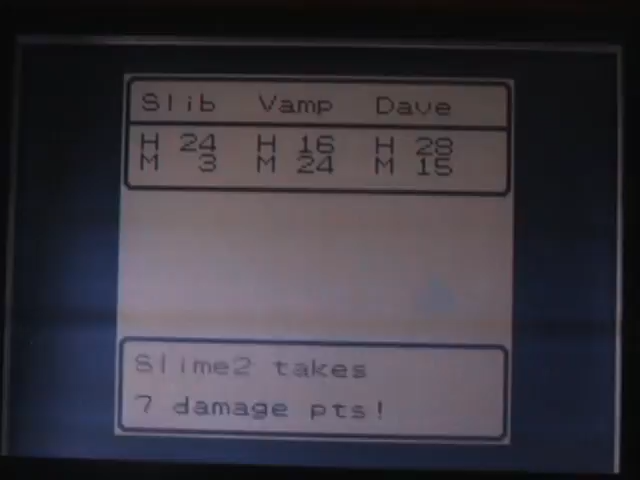 Slib Vamp Dave
H 24 H 16 H 28
M 3 M 24 M 15
Slime2 takes
7 damage pts!